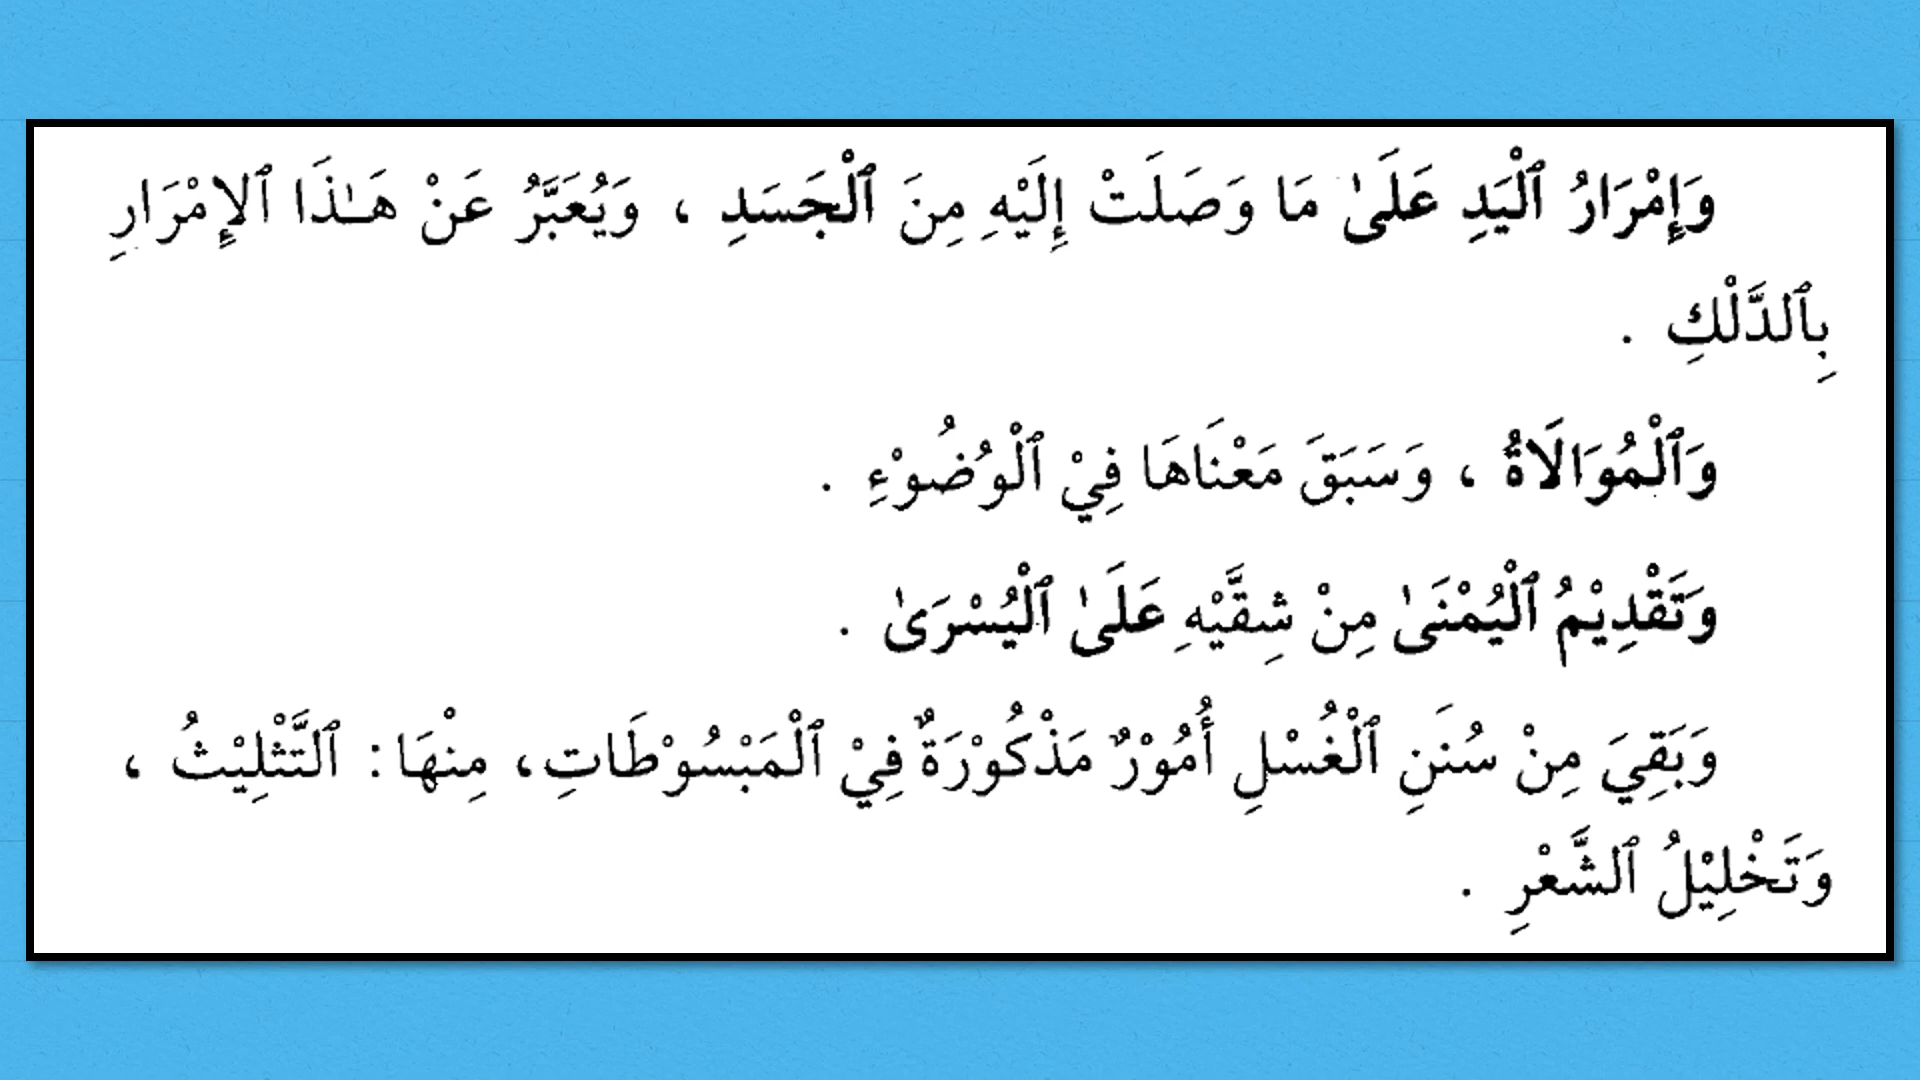 وَإِمْرَارُ ٱلْيَدِ عَلَىٰ مَا وَصَلَتْ إِلَيْهِ مِنَ ٱلْجَسَدِ ، وَيُعَبَّرُ عَنْ هَـٰذَا ٱلإِمْرَارِ
بِٱلدَّلْكِ .
وَٱلْمُوَالَاةُ ، وَسَبَقَ مَعْنَاهَا فِيْ ٱلْوُضُوْءِ .
وَتَقْدِيْمُ ٱلْيُمْنَىٰ مِنْ شِقَّيْهِ عَلَىٰ ٱلْيُسْرَىٰ .
وَبَقِيَ مِنْ سُنَنِ ٱلْغُسْلِ أُمُوْرٌ مَذْكُوْرَةٌ فِيْ ٱلْمَبْسُوْطَاتِ، مِنْهَا: ٱلتَّثْلِيْثُ ،
وَتَخْلِيْلُ ٱلشَّعْرِ .